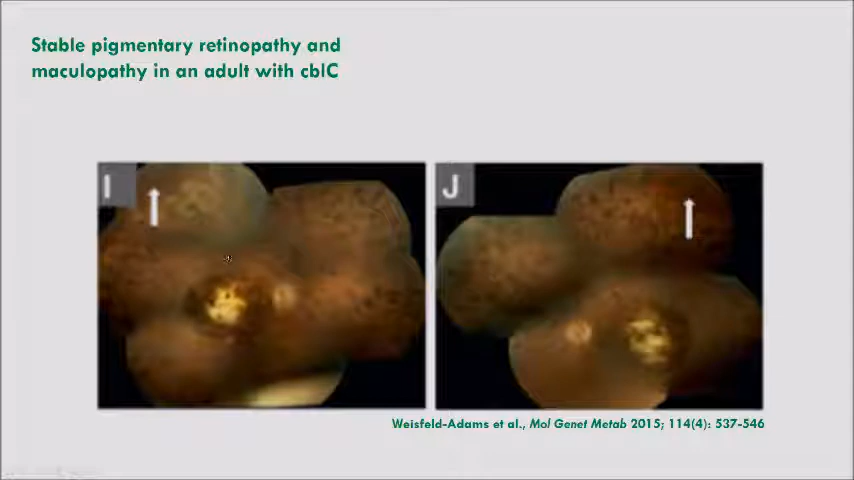 Stable pigmentary retinopathy and
maculopathy in an adult with cblC
I
J
Weisfeld-Adams et al., Mol Genet Metab 2015; 114(4): 537-546